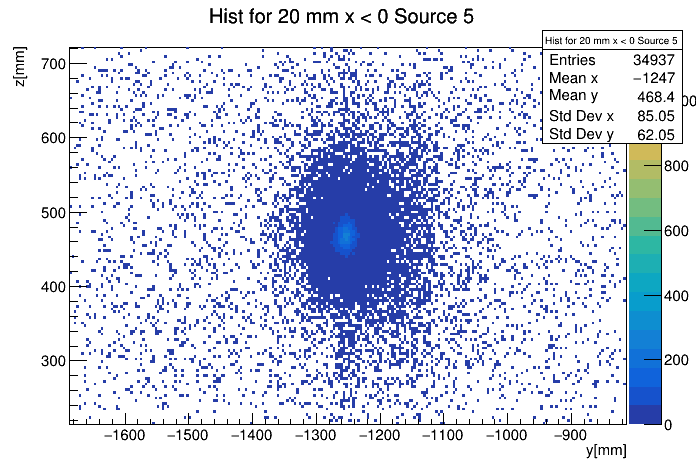 Hist for 20 mm x < 0 Source 5
Hist for 20 mm x < 0 Source 5
Entries 34937
Mean x −1247
Mean y 468.4
Std Dev x 85.05
Std Dev y 62.05
z[mm]
700
600
500
400
300
−1600 −1500 −1400 −1300 −1200 −1100 −1000 −900
y[mm]
800
600
400
200
0